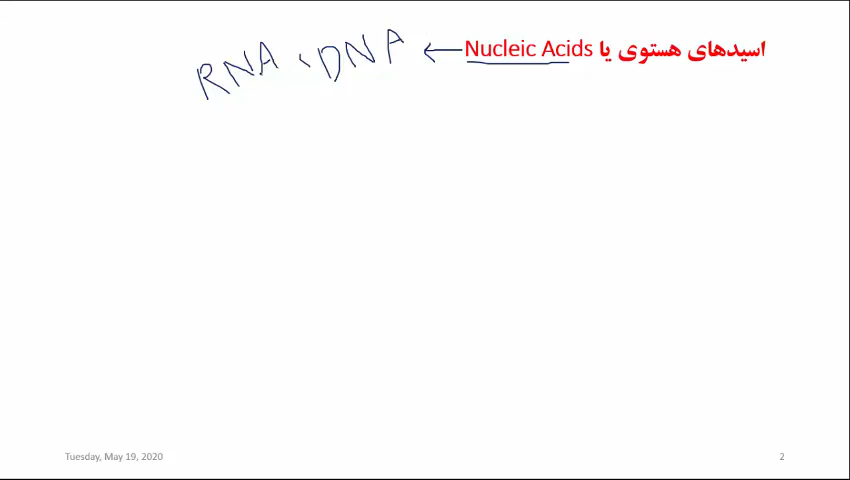 اسیدهای هستوی یا Nucleic Acids ← DNA ، RNA
Tuesday, May 19, 2020
2